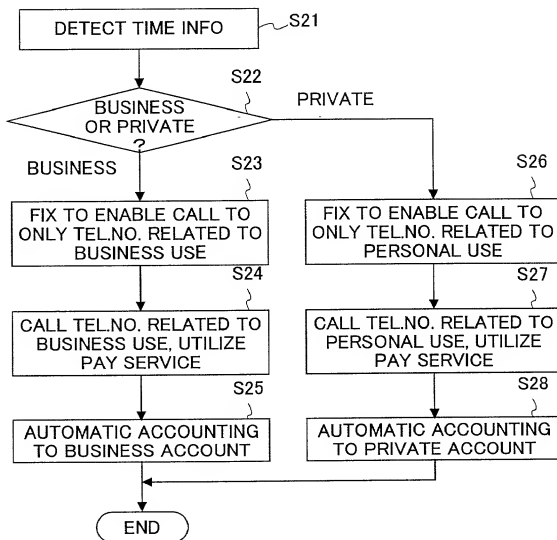 DETECT TIME INFO
S21
S22
BUSINESS
OR PRIVATE
?
PRIVATE
BUSINESS
S23
FIX TO ENABLE CALL TO
ONLY TEL.NO. RELATED TO
BUSINESS USE
S24
CALL TEL.NO. RELATED TO
BUSINESS USE, UTILIZE
PAY SERVICE
S25
AUTOMATIC ACCOUNTING
TO BUSINESS ACCOUNT
S26
FIX TO ENABLE CALL TO
ONLY TEL.NO. RELATED TO
PERSONAL USE
S27
CALL TEL.NO. RELATED TO
PERSONAL USE, UTILIZE
PAY SERVICE
S28
AUTOMATIC ACCOUNTING
TO PRIVATE ACCOUNT
END